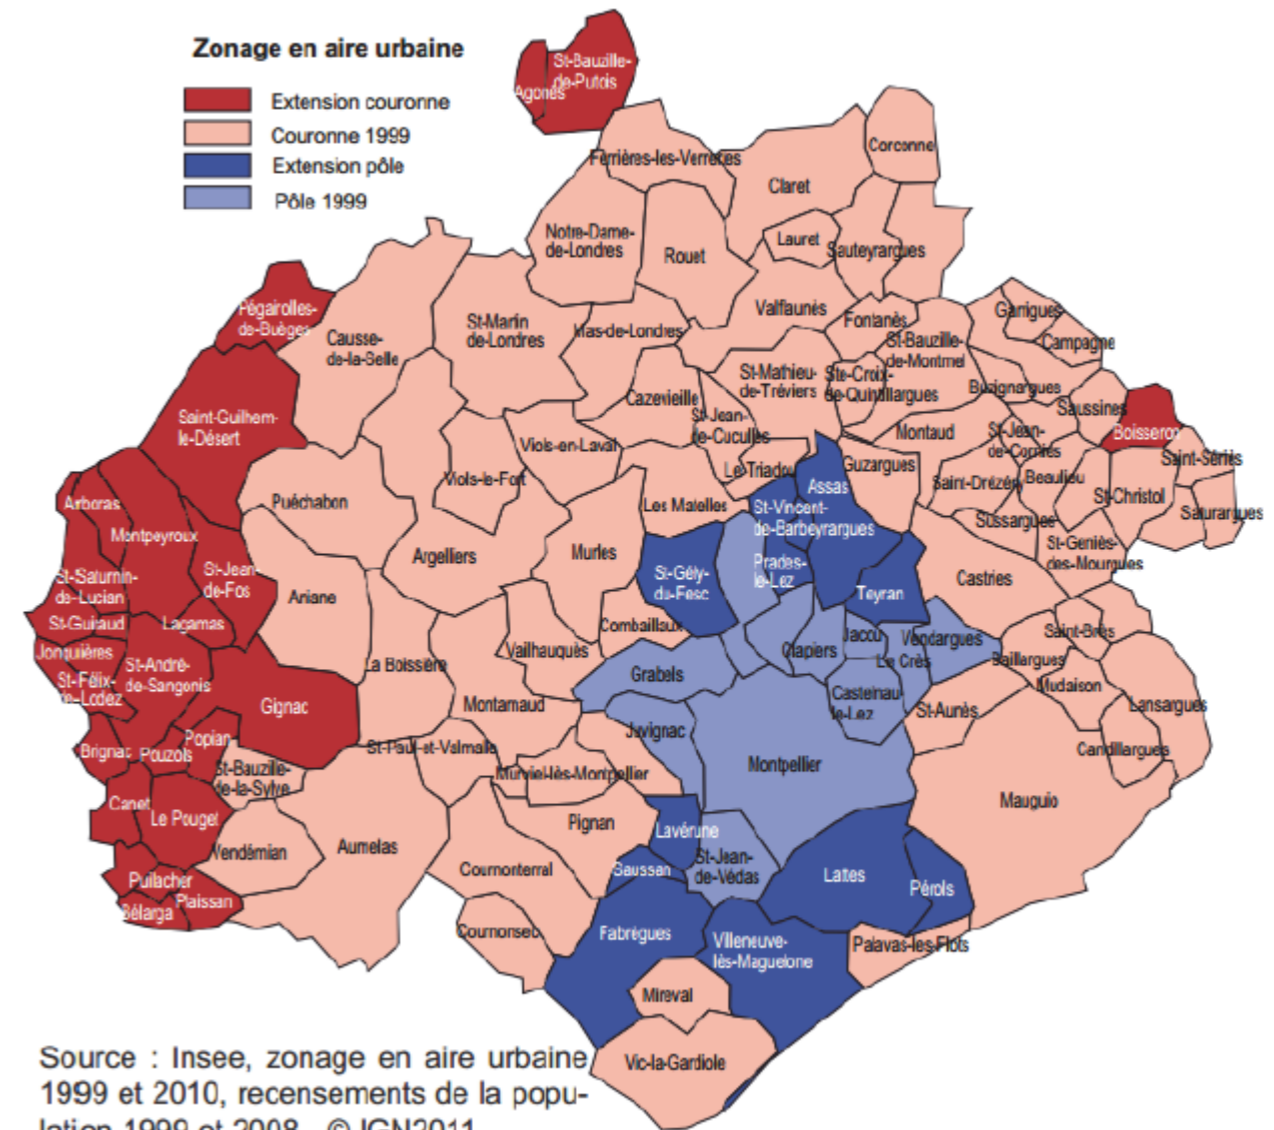 Zonage en aire urbaine
Extension couronne
Couronne 1999
Extension pôle
Pôle 1999
St-Bauzille-
de-Putois
Agonès
Ferrières-les-Verreries
Corconne
Claret
Notre-Dame-
de-Londres
Rouet
Lauret
Sauteyrargues
Pégairolles-
de-Buèges
Causse-
de-la-Selle
St-Martin
de-Londres
Mas-de-Londres
Valflaunès
Fontanès
Garrigues
Campagne
St-Bauzille-
de-Montmel
St-Mathieu-
de-Tréviers
Ste-Croix-
de-Quintillargues
Buzignargues
Cazevieille
Saussines
Saint-Guilhem-
le-Désert
St-Jean-
de-Cuculles
Montaud
St-Jean-
de-Cornies
Boisseron
Viols-en-Laval
Saint-Sériès
Viols-le-Fort
Le Triadou
Guzargues
Saint-Drézéry
Beaulieu
St-Christol
Saturargues
Arboras
Puéchabon
Les Matelles
Assas
St-Vincent-
de-Barbeyrargues
Sussargues
Montpeyroux
Argelliers
Murles
St-Geniès-
des-Mourgues
St-Saturnin-
de-Lucian
St-Jean-
de-Fos
Aniane
St-Gély-
du-Fesc
Prades-
le-Lez
Teyran
Castries
St-Guiraud
Lagamas
Combaillaux
Clapiers
Jacou
Vendargues
Saint-Brès
Jonquières
St-André-
de-Sangonis
La Boissière
Vailhauquès
Le Crès
Baillargues
St-Félix-
de-Lodez
Grabels
Mudaison
Gignac
Montarnaud
Castelnau-
le-Lez
St-Aunès
Lansargues
Juvignac
Brignac
Pouzols
Popian
St-Paul-et-Valmalle
Candillargues
St-Bauzille-
de-la-Sylve
Murviel-lès-Montpellier
Montpellier
Canet
Le Pouget
Mauguio
Pignan
Lavérune
Vendémian
Aumelas
Cournonterral
Saussan
St-Jean-
de-Védas
Lattes
Pérols
Puilacher
Plaissan
Bélarga
Cournonsec
Fabrègues
Villeneuve-
lès-Maguelone
Palavas-les-Flots
Mireval
Vic-la-Gardiole
Source : Insee, zonage en aire urbaine
1999 et 2010, recensements de la popu-
lation 1999 et 2008 - © IGN2011